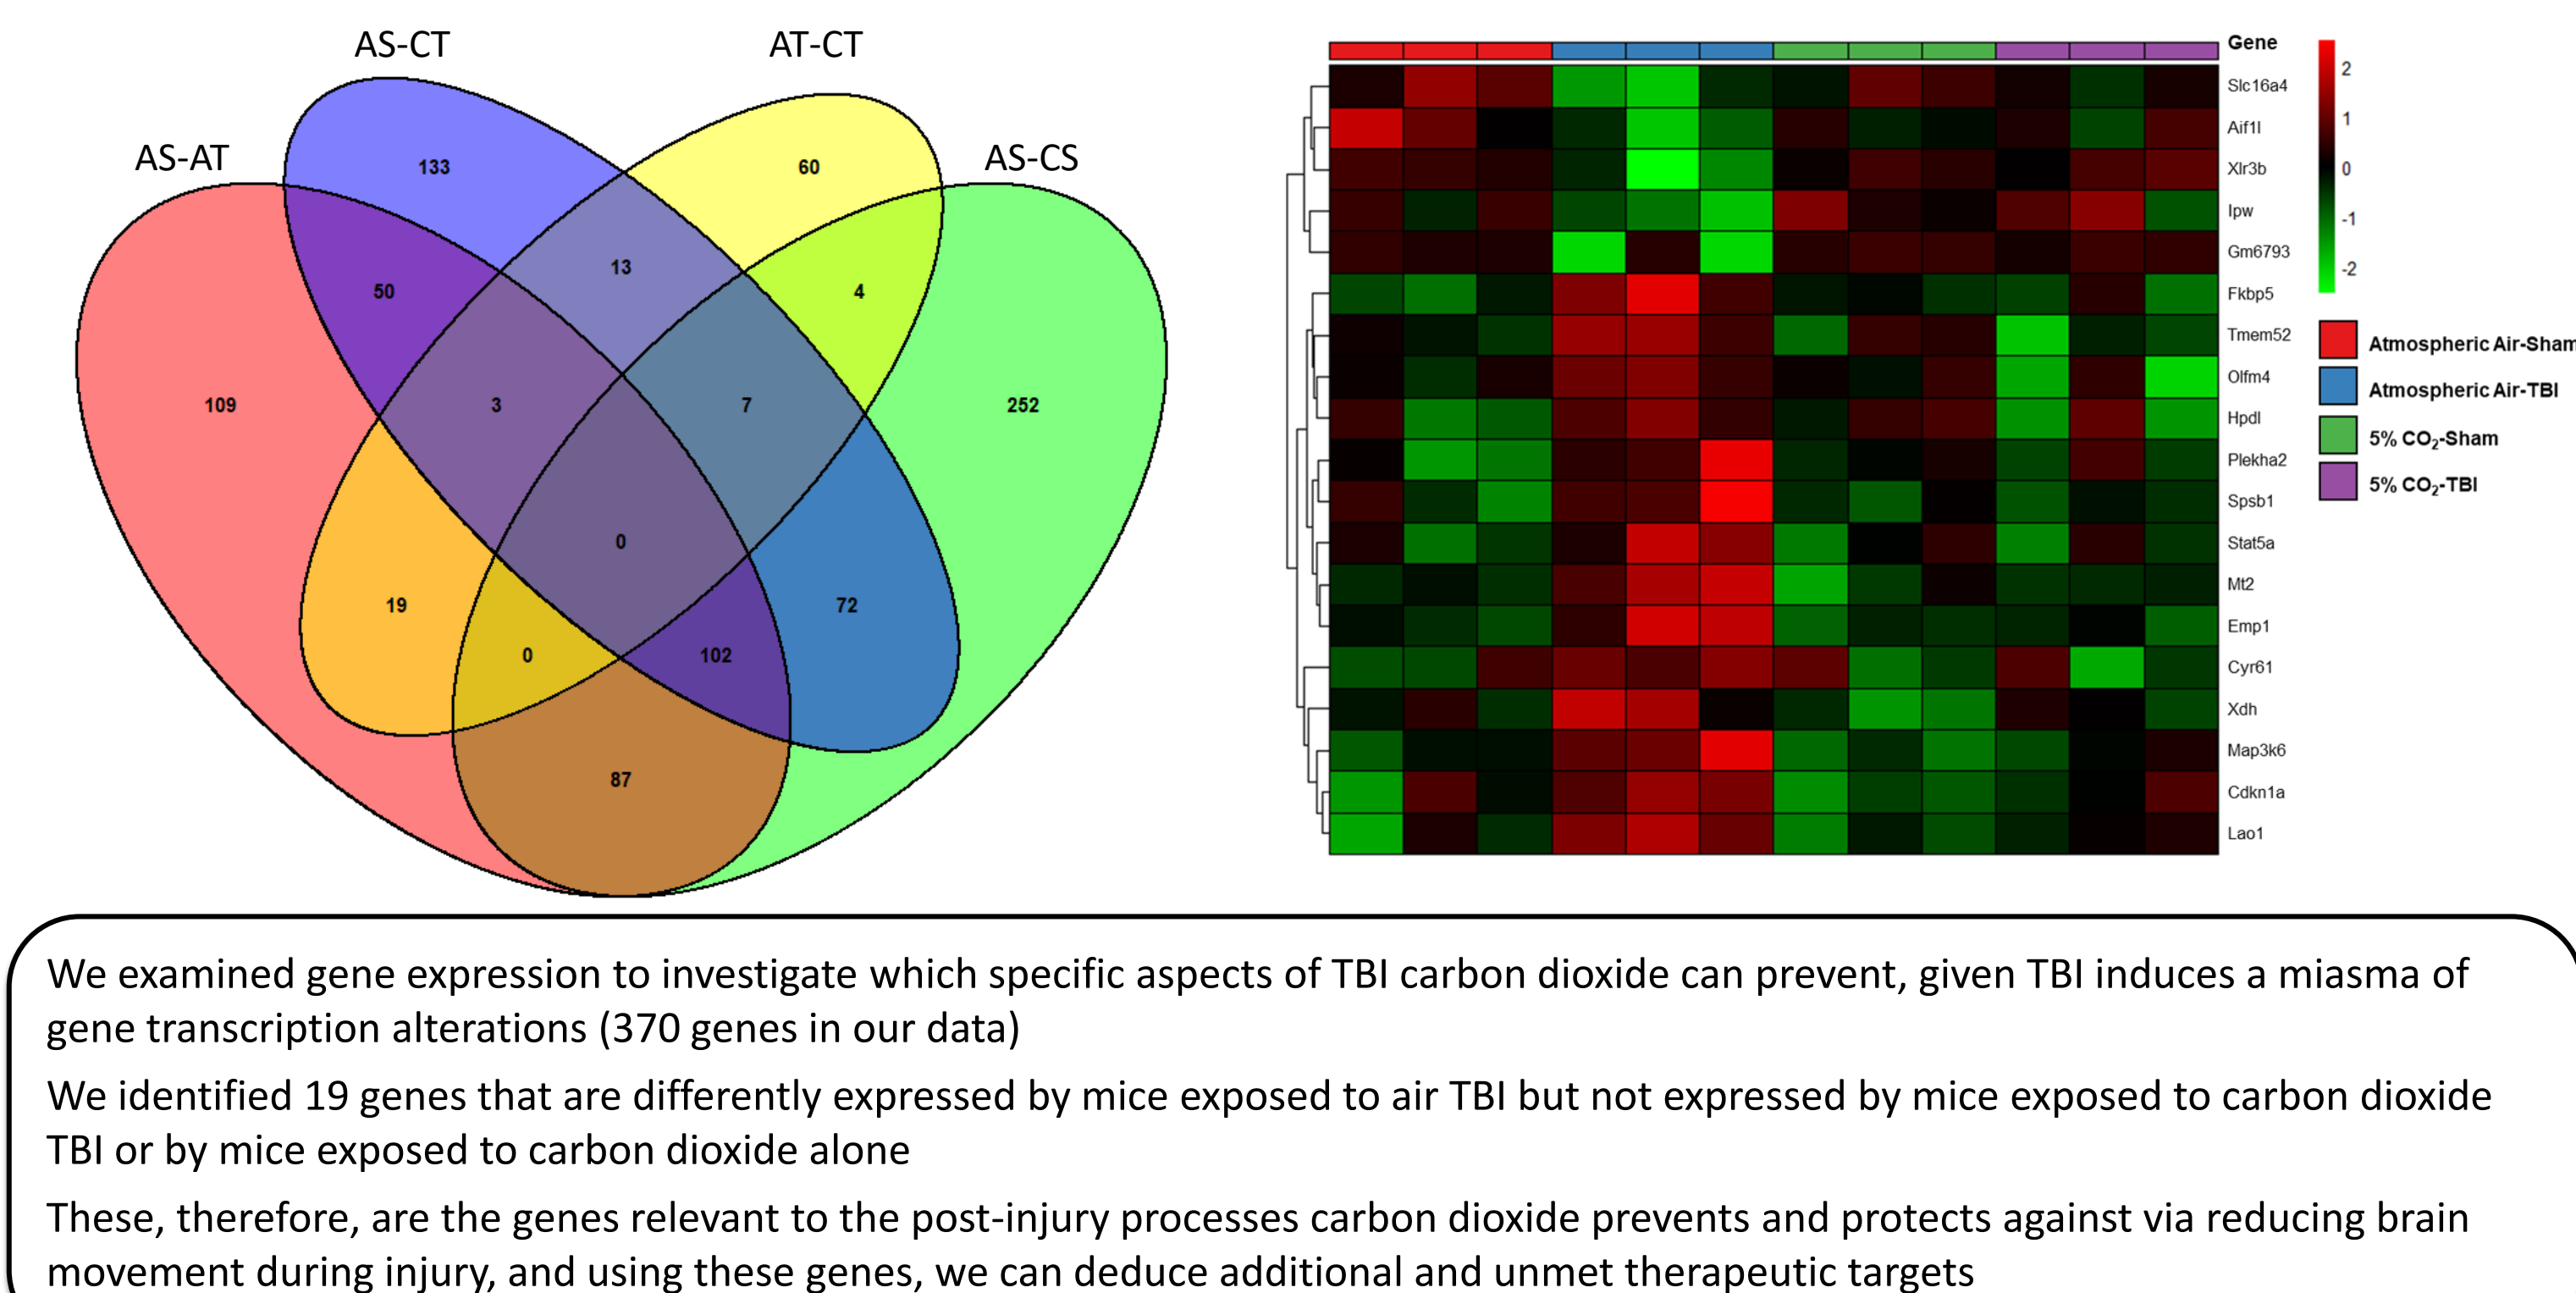 AS-CT
AT-CT
AS-AT
AS-CS
133
60
50
13
4
109
3
7
252
0
19
72
0
102
87
Gene
Slc16a4
Aif1l
Xlr3b
Ipw
Gm6793
Fkbp5
Tmem52
Olfm4
Hpdl
Plekha2
Spsb1
Stat5a
Mt2
Emp1
Cyr61
Xdh
Map3k6
Cdkn1a
Lao1
2
1
0
-1
-2
Atmospheric Air-Sham
Atmospheric Air-TBI
5% CO₂-Sham
5% CO₂-TBI
We examined gene expression to investigate which specific aspects of TBI carbon dioxide can prevent, given TBI induces a miasma of
gene transcription alterations (370 genes in our data)
We identified 19 genes that are differently expressed by mice exposed to air TBI but not expressed by mice exposed to carbon dioxide
TBI or by mice exposed to carbon dioxide alone
These, therefore, are the genes relevant to the post-injury processes carbon dioxide prevents and protects against via reducing brain
movement during injury, and using these genes, we can deduce additional and unmet therapeutic targets